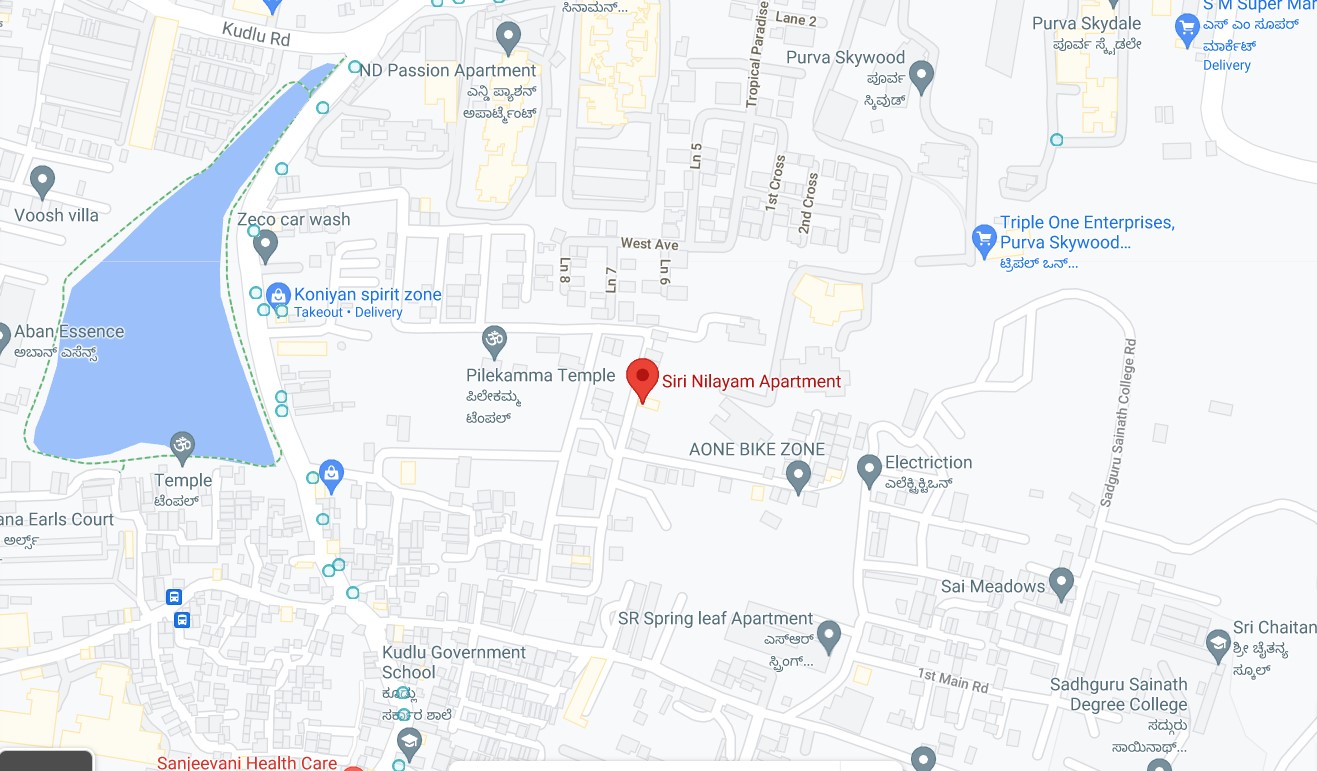 Kudlu Rd
ಸಿನಾಮನ್...
Lane 2
Tropical Paradise
Purva Skydale
ಪೂರ್ವ ಸ್ಕೈಡಲೇ
S M Super Mar
ಎಸ್ ಎಂ ಸೂಪರ್
ಮಾರ್ಕೆಟ್
Delivery
ND Passion Apartment
ಎನ್ಡಿ ಪ್ಯಾಶನ್
ಅಪಾರ್ಟ್ಮೆಂಟ್
Purva Skywood
ಪೂರ್ವ
ಸ್ಕಿವುಡ್
Ln 5
1st Cross
2nd Cross
Voosh villa
Zeco car wash
West Ave
Ln 8
Ln 7
Ln 6
Triple One Enterprises,
Purva Skywood...
ಟ್ರಿಪಲ್ ಒನ್...
Koniyan spirit zone
Takeout • Delivery
Aban Essence
ಅಬಾನ್ ಎಸೆನ್ಸ್
Pilekamma Temple
ಪಿಲೇಕಮ್ಮ
ಟೆಂಪಲ್
Siri Nilayam Apartment
Sadguru Sainath College Rd
AONE BIKE ZONE
Electriction
ಎಲೆಕ್ಟ್ರಿಕ್ಟಿಒನ್
Temple
ಟೆಂಪಲ್
ana Earls Court
ಅರ್ಲ್ಸ್
Sai Meadows
SR Spring leaf Apartment
ಎಸ್ಆರ್
ಸ್ಪ್ರಿಂಗ್...
Sri Chaitan
ಶ್ರೀ ಚೈತನ್ಯ
ಸ್ಕೂಲ್
Kudlu Government
School
ಕೂಡ್ಲು
ಸರ್ಕಾರ ಶಾಲೆ
1st Main Rd
Sadhguru Sainath
Degree College
ಸದ್ಗುರು
ಸಾಯಿನಾಥ್...
Sanjeevani Health Care